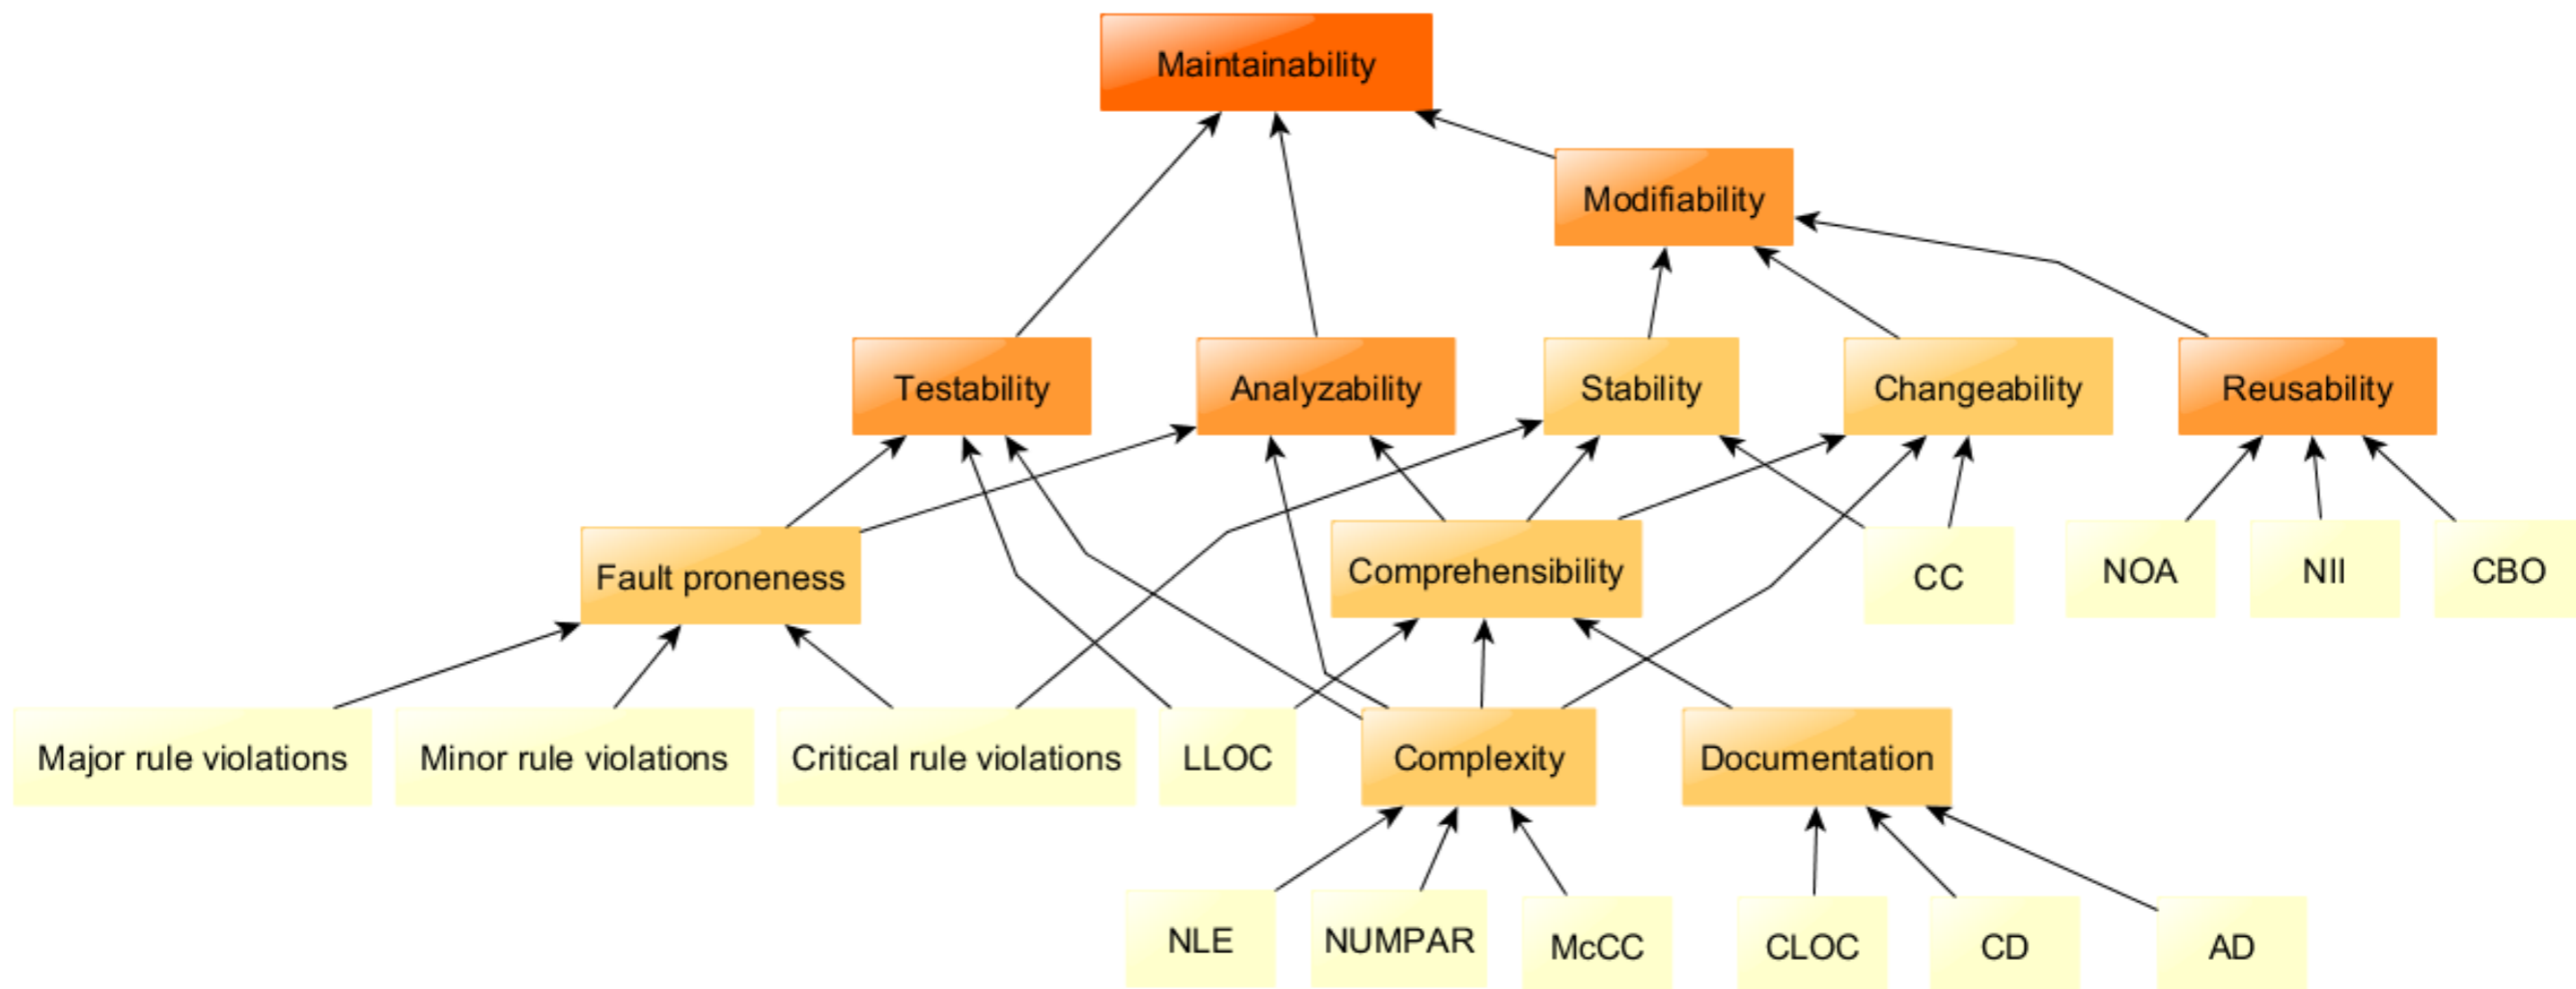 Maintainability
Modifiability
Testability
Analyzability
Stability
Changeability
Reusability
Fault proneness
Comprehensibility
CC
NOA
NII
CBO
Major rule violations
Minor rule violations
Critical rule violations
LLOC
Complexity
Documentation
NLE
NUMPAR
McCC
CLOC
CD
AD